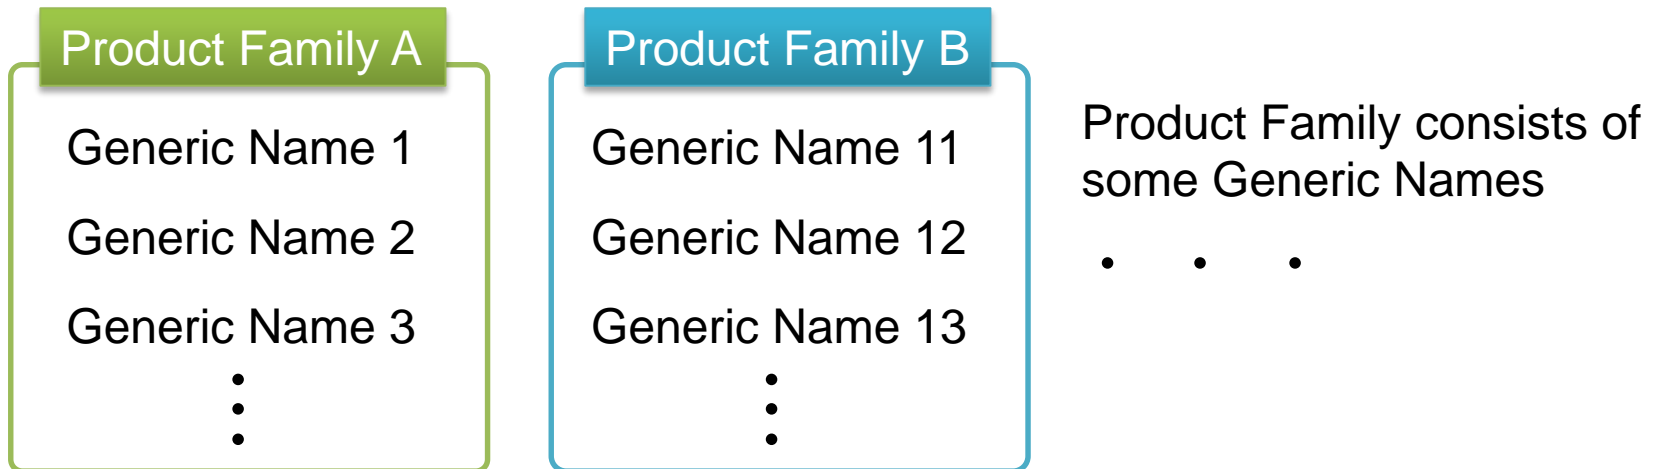 Product Family A
Generic Name 1
Generic Name 2
Generic Name 3
Product Family B
Generic Name 11
Generic Name 12
Generic Name 13
Product Family consists of
some Generic Names